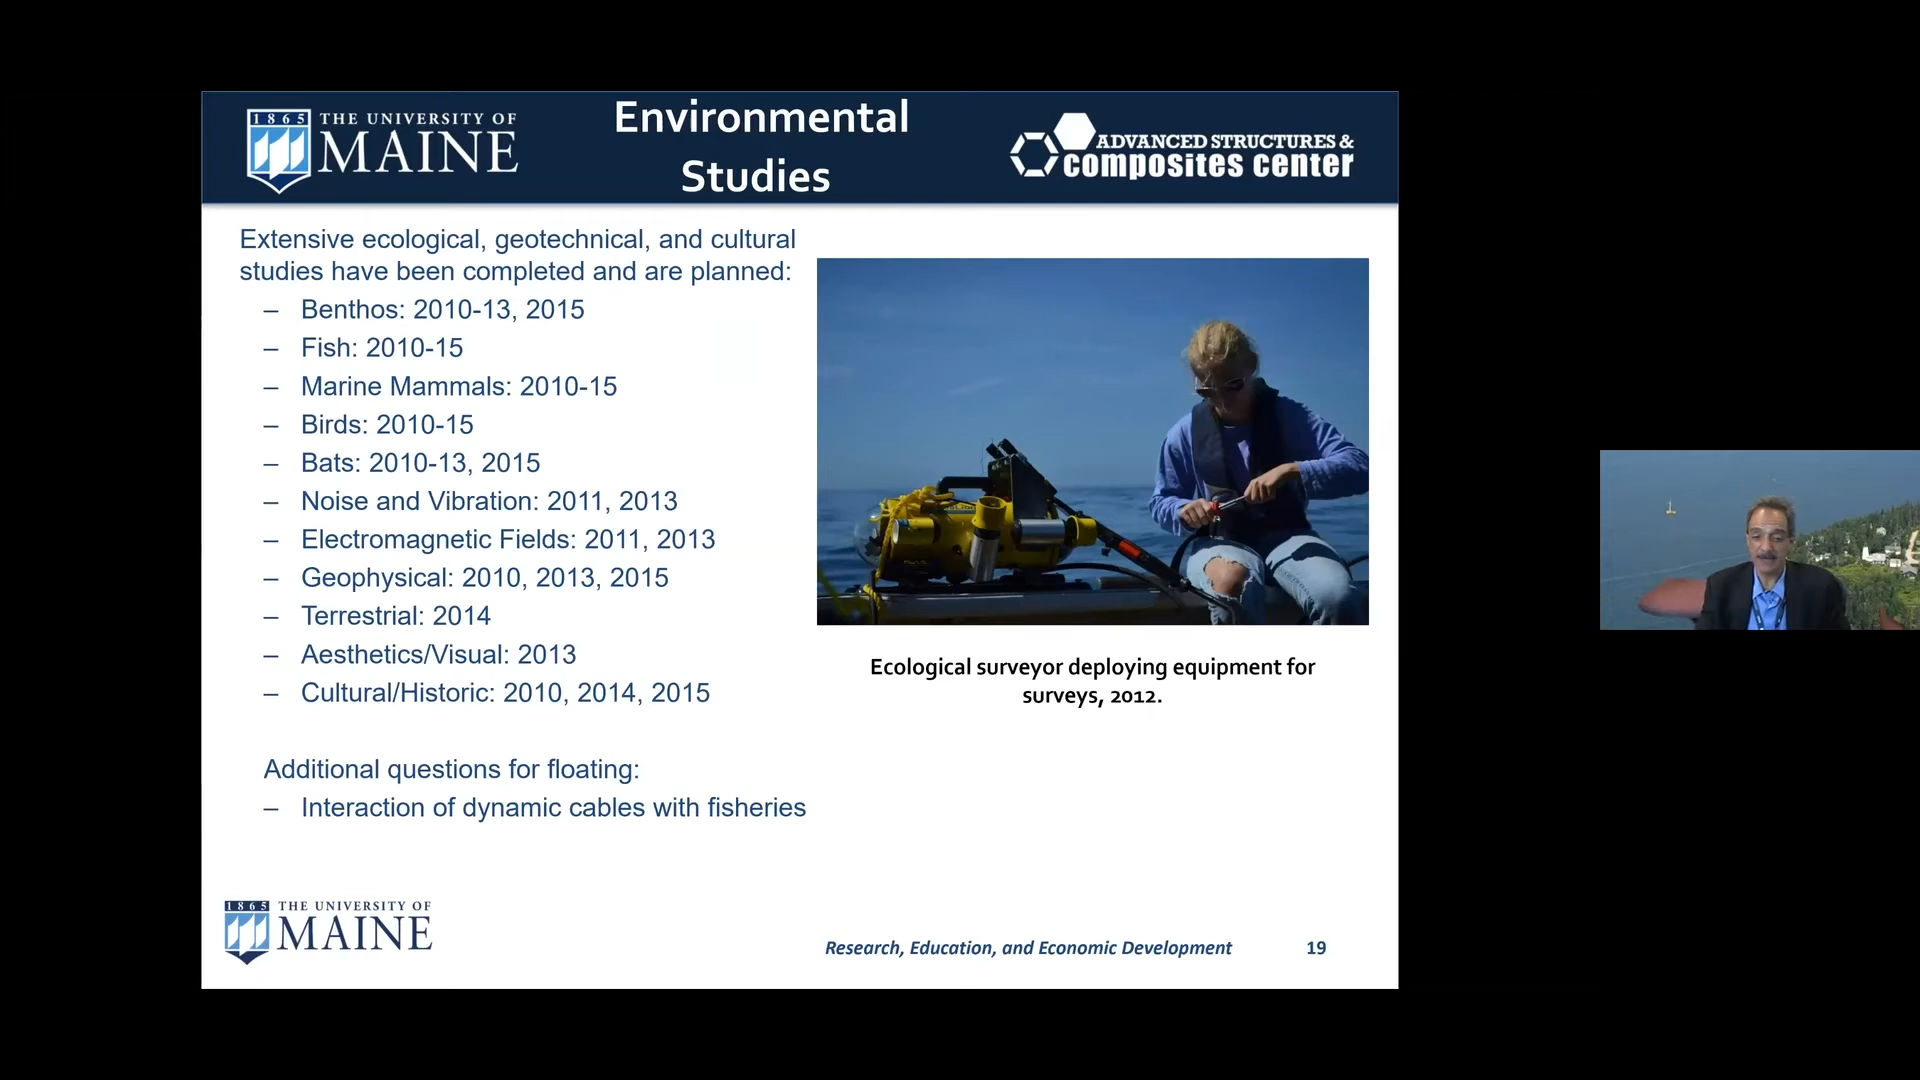 1865
THE UNIVERSITY OF
MAINE
Environmental
Studies
ADVANCED STRUCTURES &
composites center
Extensive ecological, geotechnical, and cultural
studies have been completed and are planned:
– Benthos: 2010-13, 2015
– Fish: 2010-15
– Marine Mammals: 2010-15
– Birds: 2010-15
– Bats: 2010-13, 2015
– Noise and Vibration: 2011, 2013
– Electromagnetic Fields: 2011, 2013
– Geophysical: 2010, 2013, 2015
– Terrestrial: 2014
– Aesthetics/Visual: 2013
– Cultural/Historic: 2010, 2014, 2015
Additional questions for floating:
– Interaction of dynamic cables with fisheries
Ecological surveyor deploying equipment for
surveys, 2012.
1865
THE UNIVERSITY OF
MAINE
Research, Education, and Economic Development
19